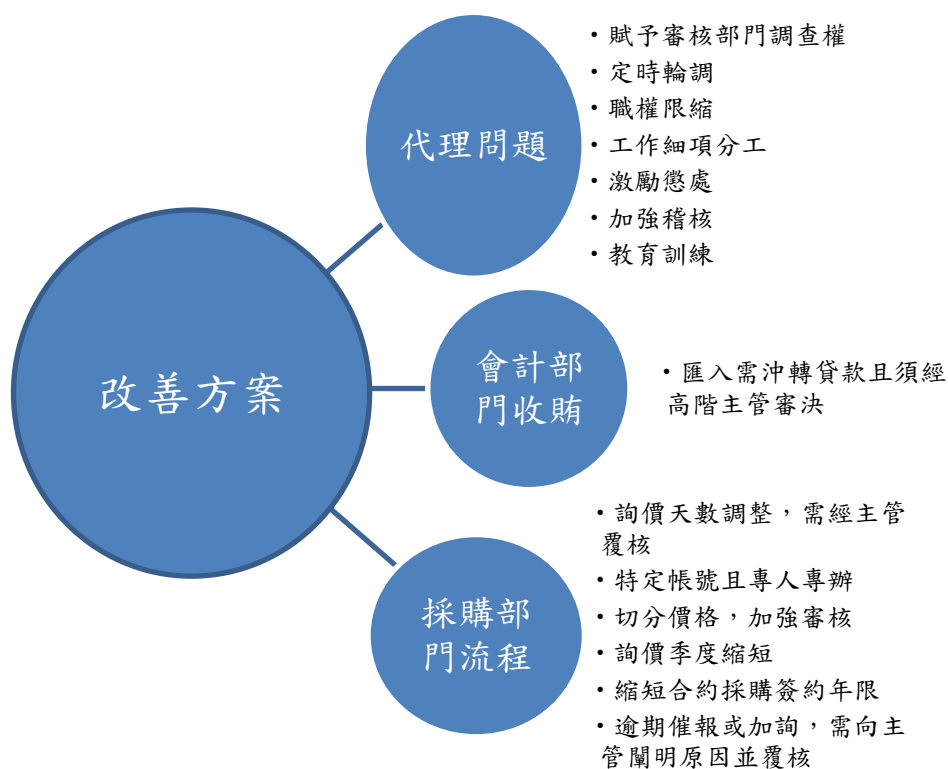 改善方案
代理問題
・賦予審核部門調查權
・定時輪調
・職權限縮
・工作細項分工
・激勵懲處
・加強稽核
・教育訓練
會計部
門收賄
・匯入需沖轉貸款且須經
高階主管審決
採購部
門流程
・詢價天數調整，需經主管
覆核
・特定帳號且專人專辦
・切分價格，加強審核
・詢價季度縮短
・縮短合約採購簽約年限
・逾期催報或加詢，需向主
管闡明原因並覆核